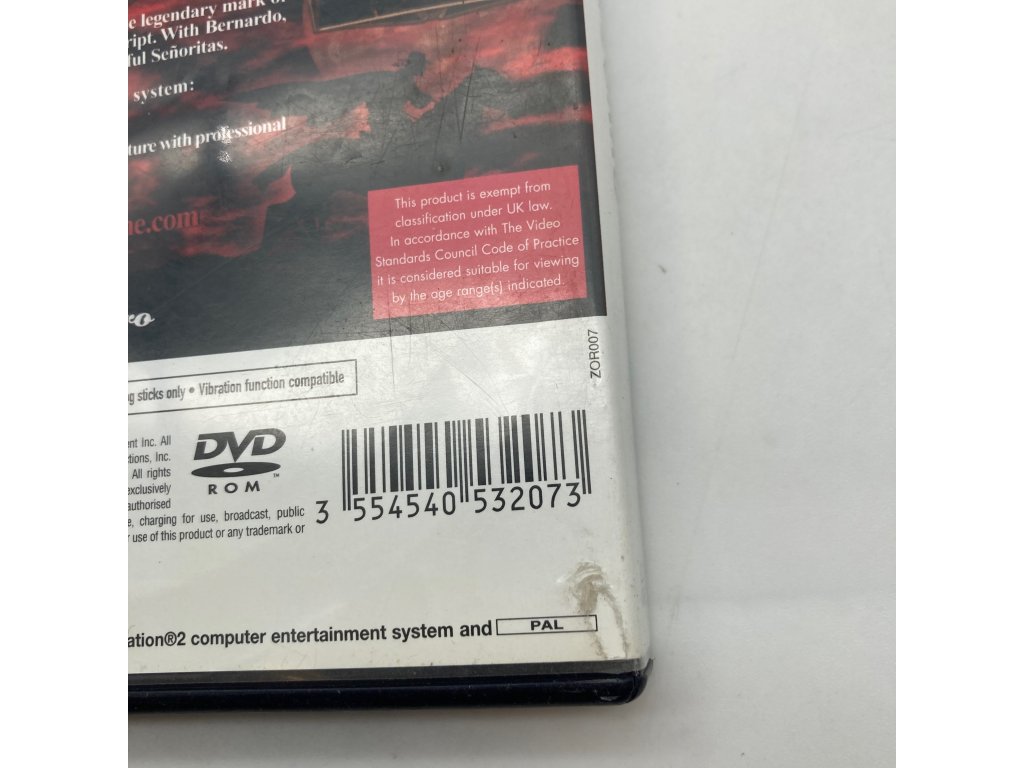 e legendary mark of
ript. With Bernardo,
ful Señoritas.
system:
ture with professional
ne.com
This product is exempt from
classification under UK law.
In accordance with The Video
Standards Council Code of Practice
it is considered suitable for viewing
by the age range(s) indicated.
ZOR007
g sticks only • Vibration function compatible
DVD
ROM
ent Inc. All
tions, Inc.
All rights
exclusively
authorised
e, charging for use, broadcast, public
r use of this product or any trademark or
3 554540 532073
tation®2 computer entertainment system and PAL